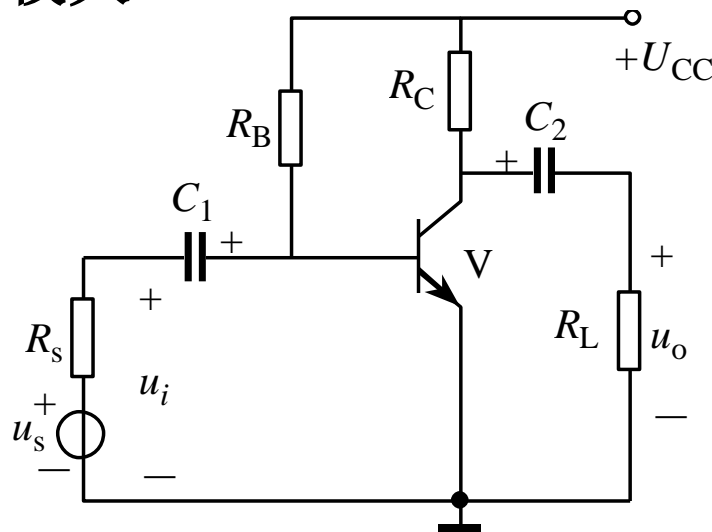 +U_CC
R_C
R_B
C_2
+
C_1
+
V
+
+
R_s
R_L
u_o
u_i
+
u_s
—
—
—